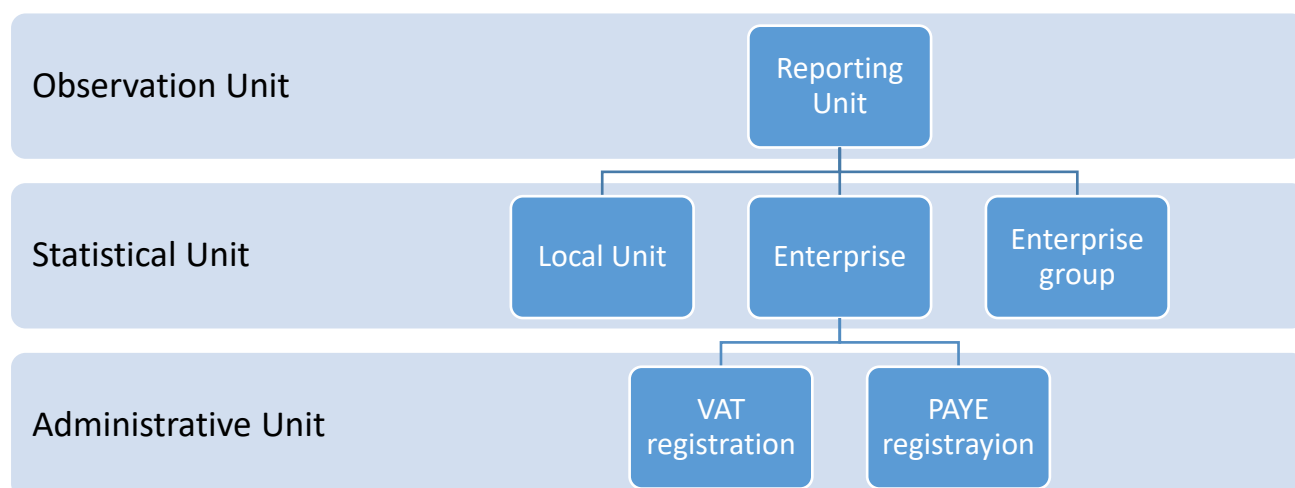 Observation Unit
Reporting
Unit
Statistical Unit
Local Unit
Enterprise
Enterprise
group
Administrative Unit
VAT
registration
PAYE
registrayion